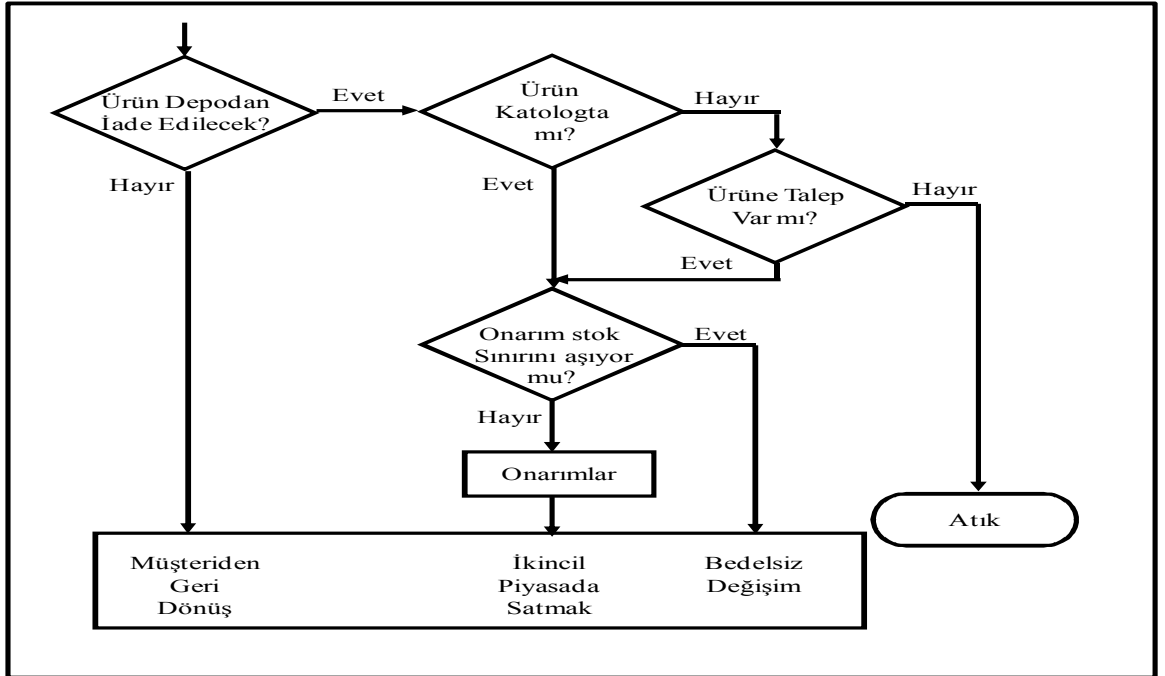 Ürün Depodan
İade Edilecek?
Evet
Ürün
Katologta
mı?
Hayır
Hayır
Evet
Ürüne Talep
Var mı?
Hayır
Evet
Onarım stok
Sınırını aşıyor
mu?
Evet
Hayır
Onarımlar
Atık
Müşteriden
Geri
Dönüş
İkincil
Piyasada
Satmak
Bedelsiz
Değişim